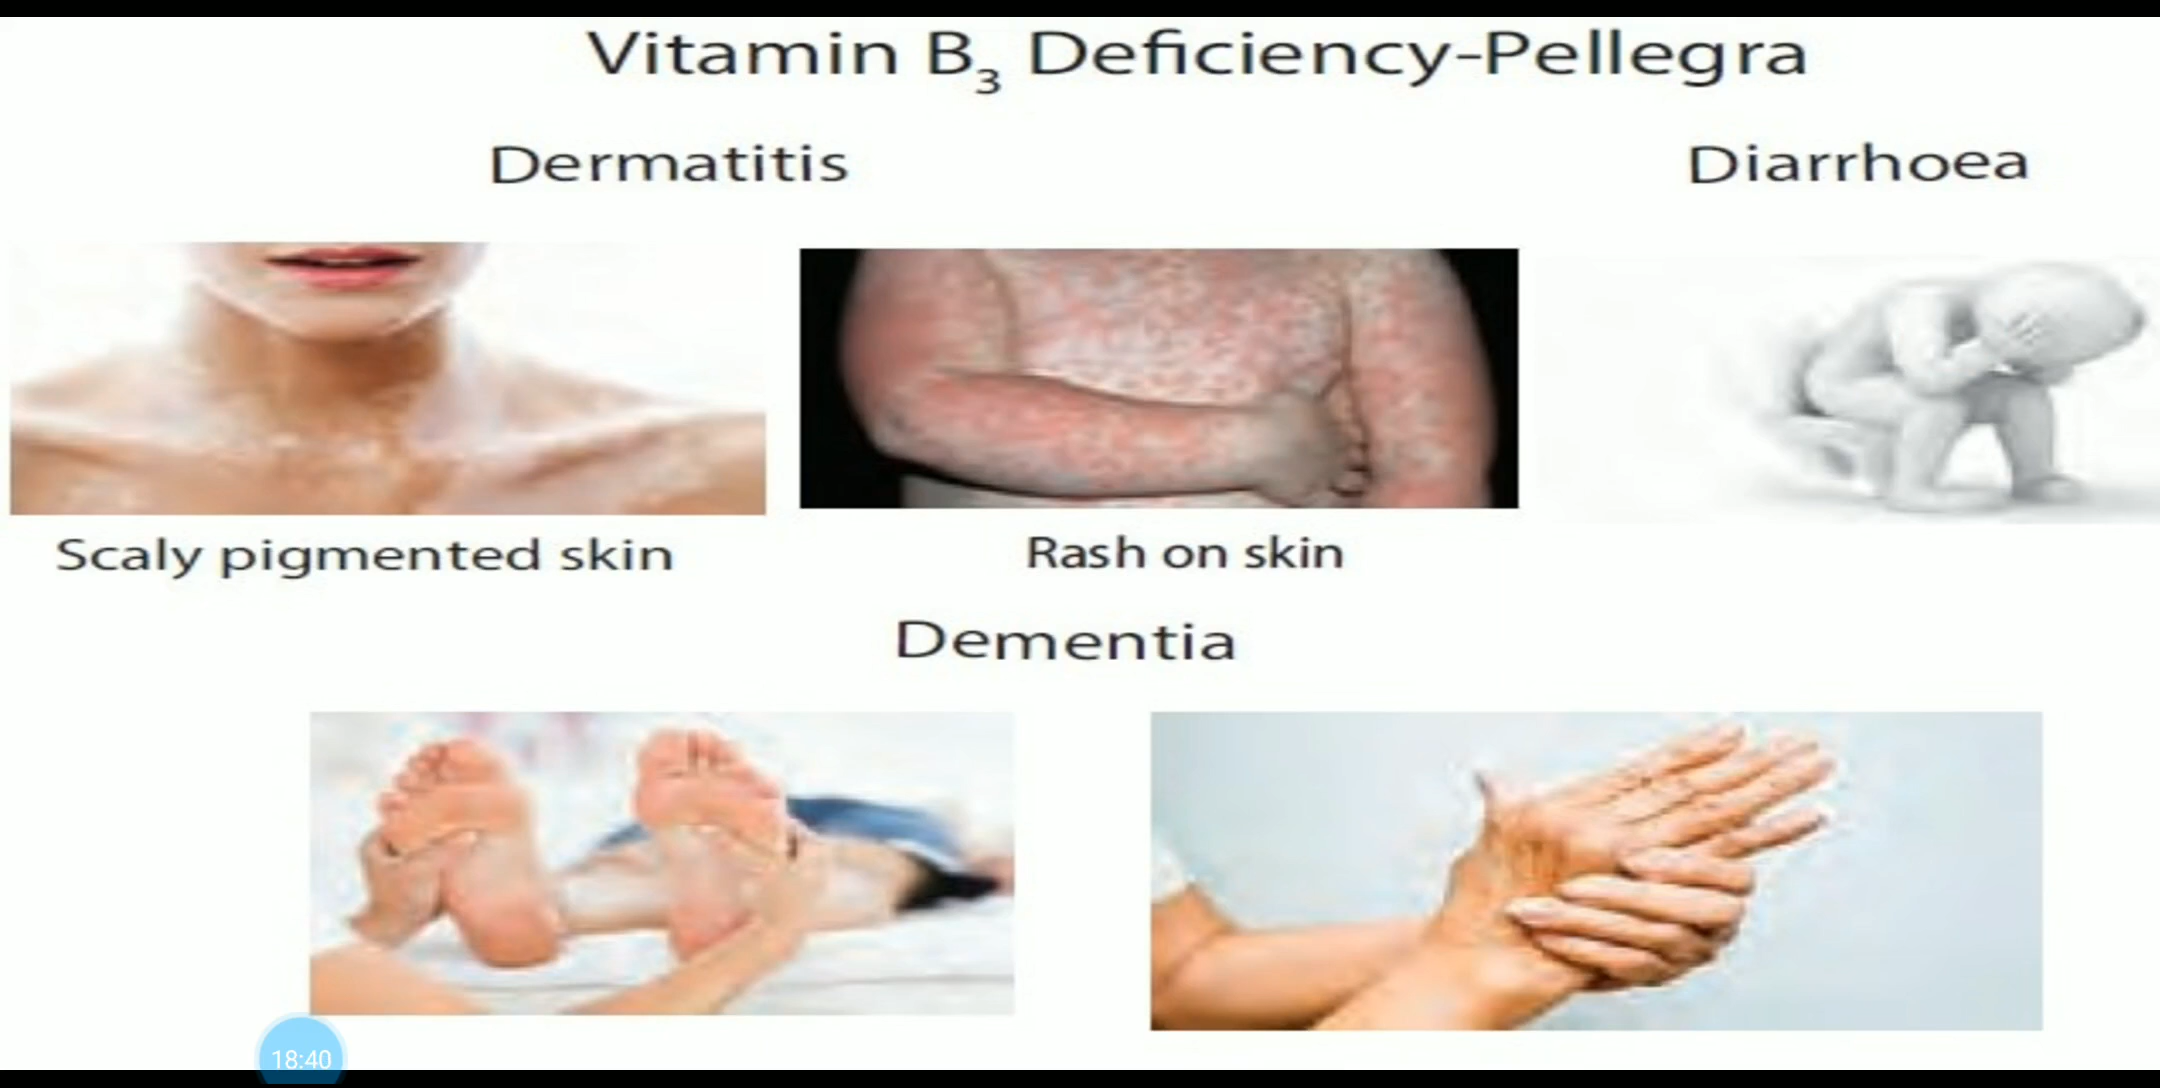 Vitamin B₃ Deficiency-Pellegra
Dermatitis
Diarrhoea
Scaly pigmented skin
Rash on skin
Dementia
18:40